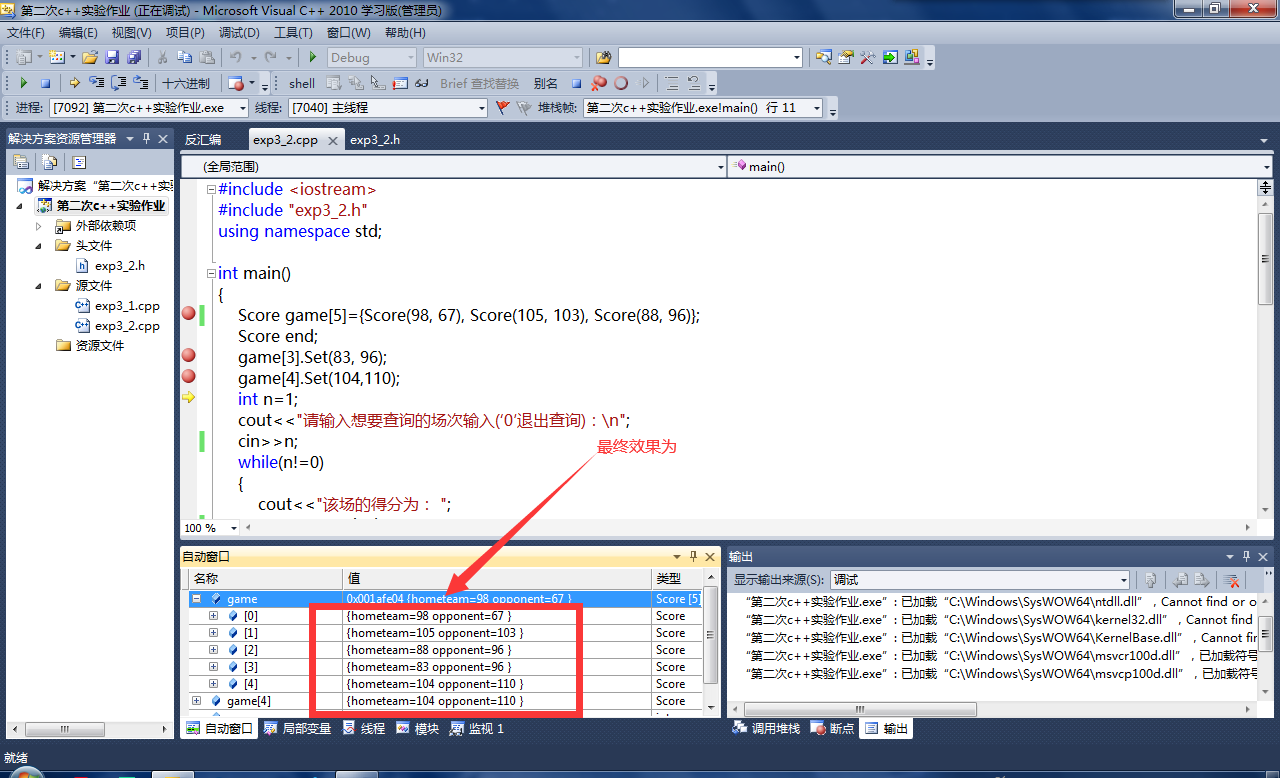 第二次c++实验作业 (正在调试) - Microsoft Visual C++ 2010 学习版(管理员)
文件(F) 编辑(E) 视图(V) 项目(P) 调试(D) 工具(T) 窗口(W) 帮助(H)
Debug Win32
十六进制 shell Brief 查找替换 别名
进程: [7092] 第二次c++实验作业.exe 线程: [7040] 主线程 堆栈帧: 第二次c++实验作业.exe!main() 行 11
解决方案资源管理器
解决方案“第二次c++实
第二次c++实验作业
外部依赖项
头文件
exp3_2.h
源文件
exp3_1.cpp
exp3_2.cpp
资源文件
反汇编 exp3_2.cpp exp3_2.h
(全局范围) main()
#include <iostream>
#include "exp3_2.h"
using namespace std;
int main()
{
Score game[5]={Score(98, 67), Score(105, 103), Score(88, 96)};
Score end;
game[3].Set(83, 96);
game[4].Set(104,110);
int n=1;
cout<<"请输入想要查询的场次输入(‘0’退出查询)：\n";
cin>>n;
最终效果为
while(n!=0)
{
cout<<"该场的得分为： ";
100 %
自动窗口
名称 值 类型
game 0x001afe04 {hometeam=98 opponent=67 } Score [5]
[0] {hometeam=98 opponent=67 } Score
[1] {hometeam=105 opponent=103 } Score
[2] {hometeam=88 opponent=96 } Score
[3] {hometeam=83 opponent=96 } Score
[4] {hometeam=104 opponent=110 } Score
game[4] {hometeam=104 opponent=110 } Score
自动窗口 局部变量 线程 模块 监视 1
输出
显示输出来源(S): 调试
“第二次c++实验作业.exe”: 已加载“C:\Windows\SysWOW64\ntdll.dll”，Cannot find or o
“第二次c++实验作业.exe”: 已加载“C:\Windows\SysWOW64\kernel32.dll”，Cannot find
“第二次c++实验作业.exe”: 已加载“C:\Windows\SysWOW64\KernelBase.dll”，Cannot fin
“第二次c++实验作业.exe”: 已加载“C:\Windows\SysWOW64\msvcr100d.dll”，已加载符号
“第二次c++实验作业.exe”: 已加载“C:\Windows\SysWOW64\msvcp100d.dll”，已加载符
调用堆栈 断点 输出
就绪